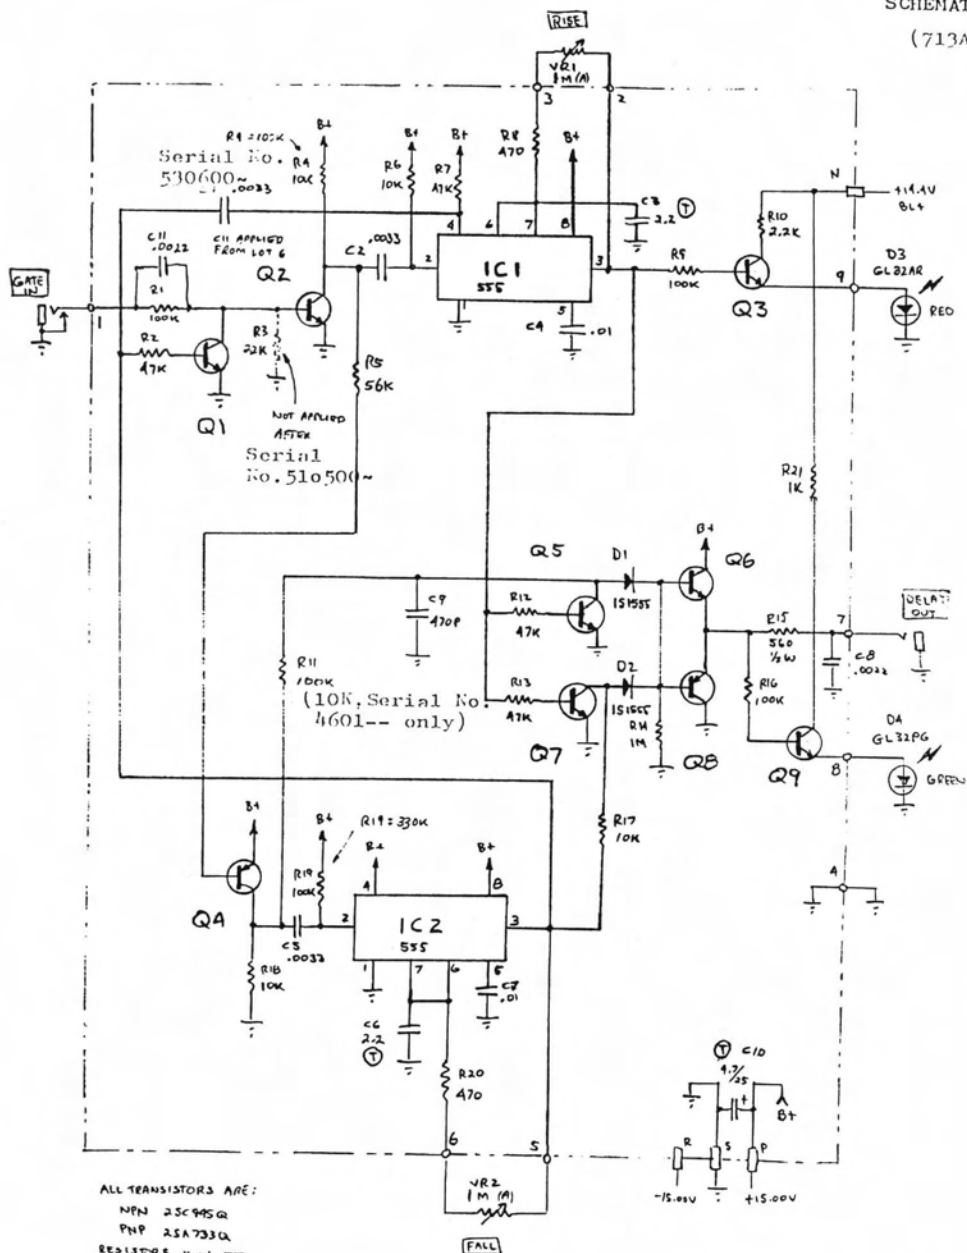 SCHEMAT
(713A
RISE
VR1
1M (A)
3
2
R4 = 100K
Serial No.
530600~
.0033
B+
R4
10K
B+
R6
10K
B+
R7
47K
R8
470
B+
C3
2.2
T
N
+14.4V
BL+
R10
2.2K
C11
.0022
C11 APPLIED
FROM LOT 6
Q2
C2
.0033
4
6
7
8
2
IC1
555
3
1
5
C4
.01
R9
100K
Q3
9
D3
GL32AR
RED
GATE
IN
1
R1
100K
R2
47K
R3
22K
Q1
NOT APPLIED
AFTER
Serial
No.510500~
R5
56K
R21
1K
Q5
D1
1S1555
B+
Q6
C9
470P
R12
47K
R11
100K
(10K, Serial No.
4601-- only)
R13
47K
D2
1S1555
R14
1M
Q7
Q8
R15
560
1/2 W
7
DELAY
OUT
C8
.0022
R16
100K
Q9
8
D4
GL32PG
GREEN
B+
Q4
R18
10K
B+
R19 = 330K
R19
100K
C5
.0033
B+
B+
4
8
2
IC2
555
3
1
7
6
5
C7
.01
R17
10K
4
C6
2.2
T
R20
470
6
5
VR2
1M (A)
FALL
T
C10
4.7/25
+
B+
R
S
P
-15.00V
+15.00V
ALL TRANSISTORS ARE:
NPN 2SC945Q
PNP 2SA733Q
RESISTORS